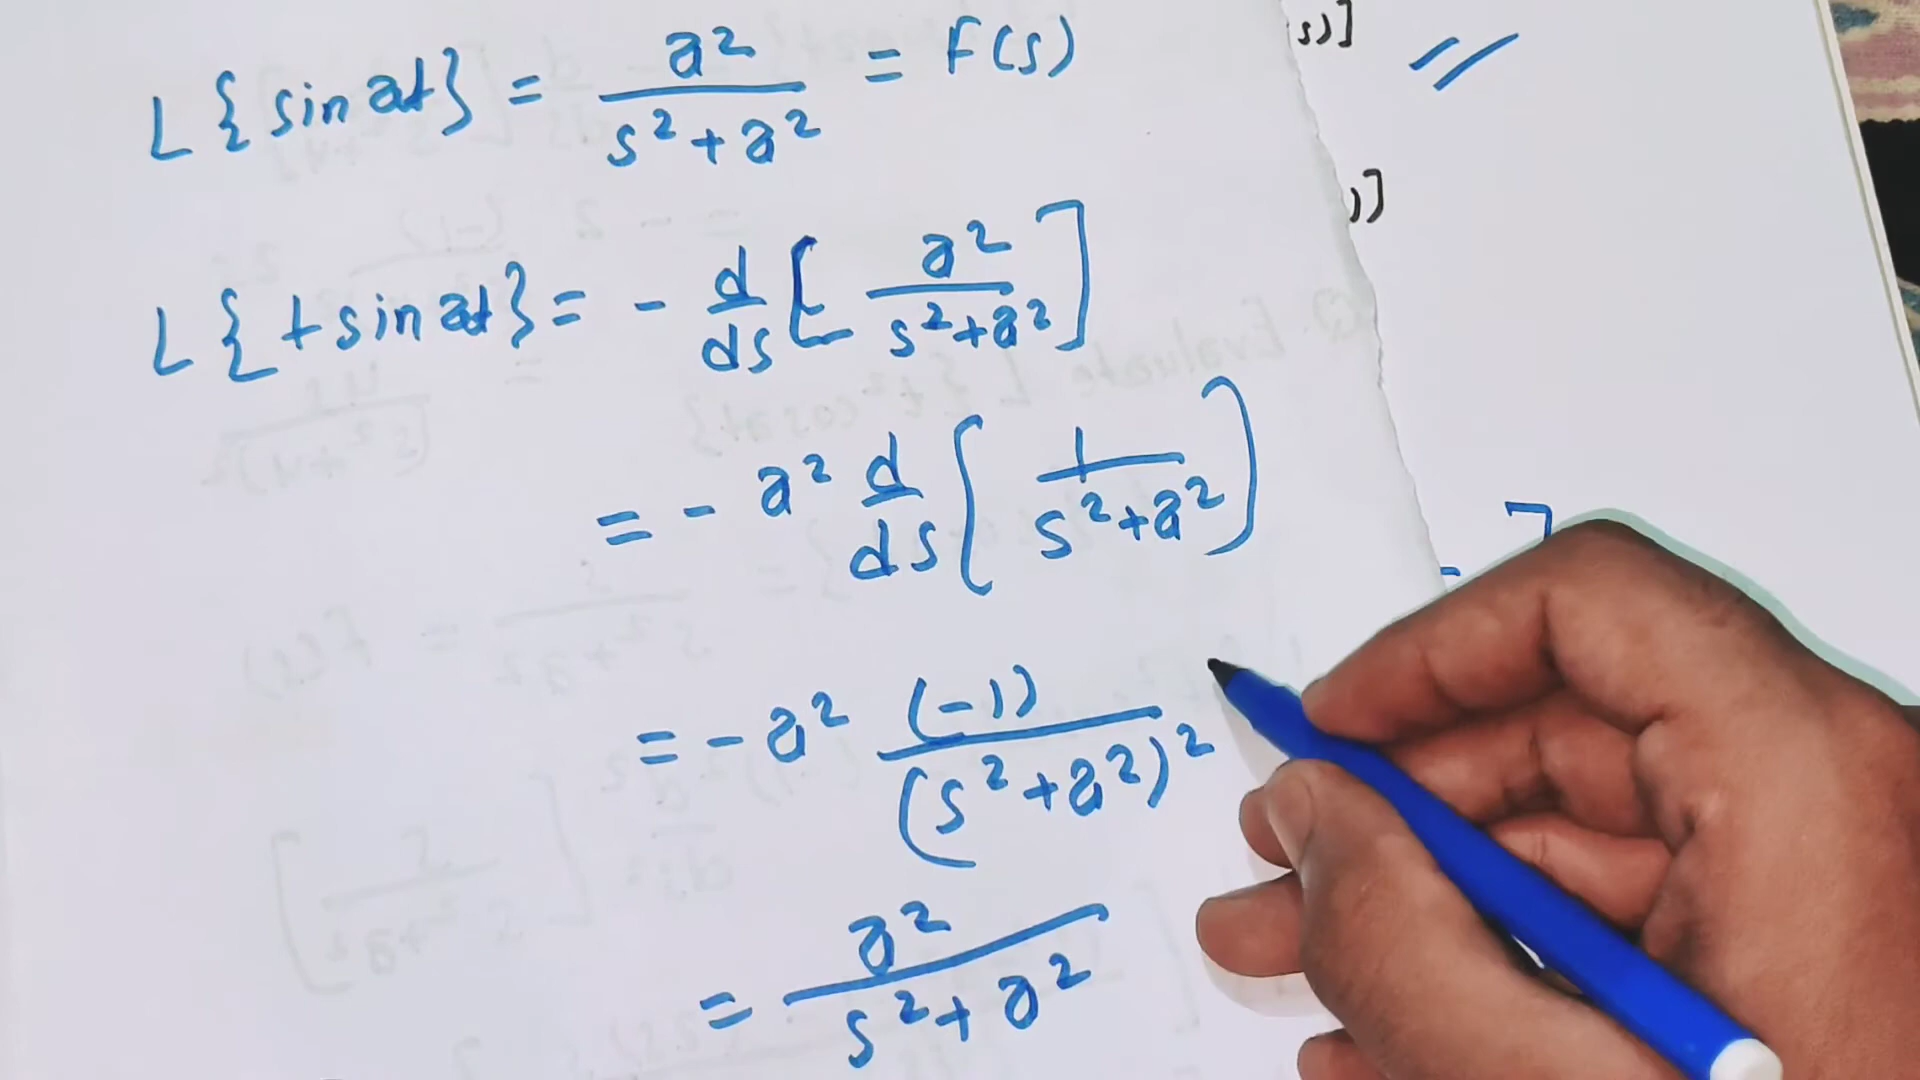 L{sin at} = a²/(s²+a²) = F(s)
L{t sin at} = - d/ds [a²/(s²+a²)]
= - a² d/ds (1/(s²+a²))
= - a² (-1)/(s²+a²)²
= a²/(s²+a²)
s)]
)]
]